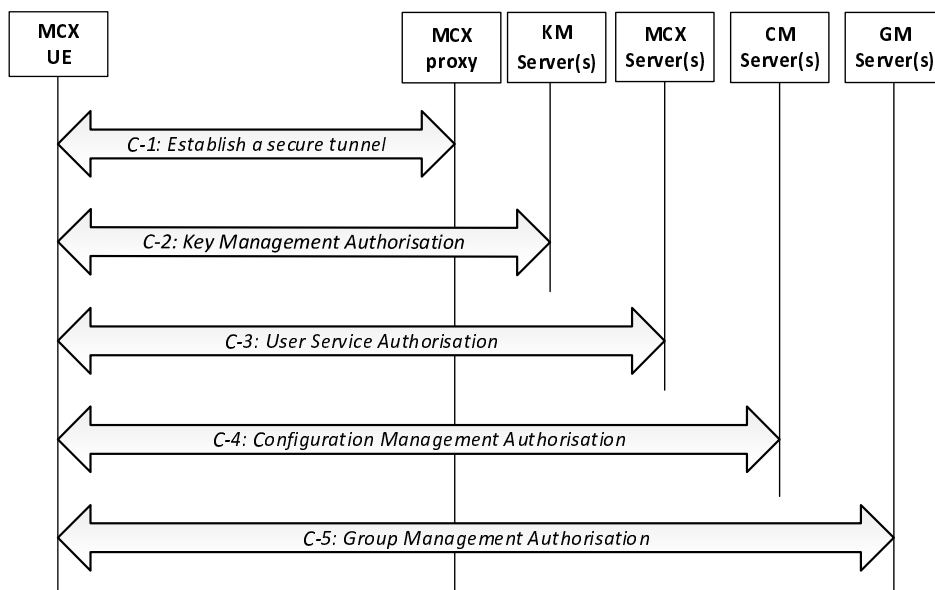 MCX
UE
MCX
proxy
KM
Server(s)
MCX
Server(s)
CM
Server(s)
GM
Server(s)
C-1: Establish a secure tunnel
C-2: Key Management Authorisation
C-3: User Service Authorisation
C-4: Configuration Management Authorisation
C-5: Group Management Authorisation